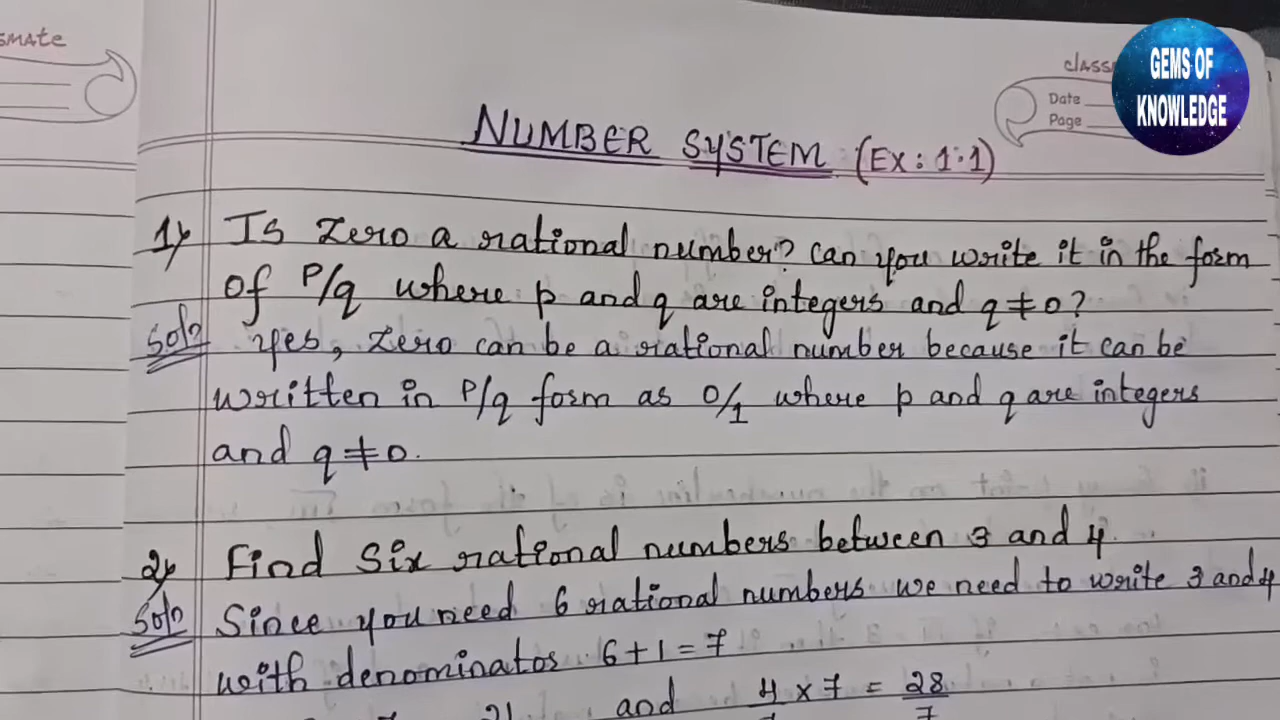 smate
classm
Date
Page
GEMS OF
KNOWLEDGE
NUMBER SYSTEM (Ex: 1.1)
1) Is zero a rational number? can you write it in the form
of P/q where p and q are integers and q ≠ 0?
Soln Yes, zero can be a rational number because it can be
written in P/q form as 0/1 where p and q are integers
and q ≠ 0.
2) Find Six rational numbers between 3 and 4.
Soln Since you need 6 rational numbers we need to write 3 and 4
with denominatos 6+1=7
21 and 4 x 7 = 28
7